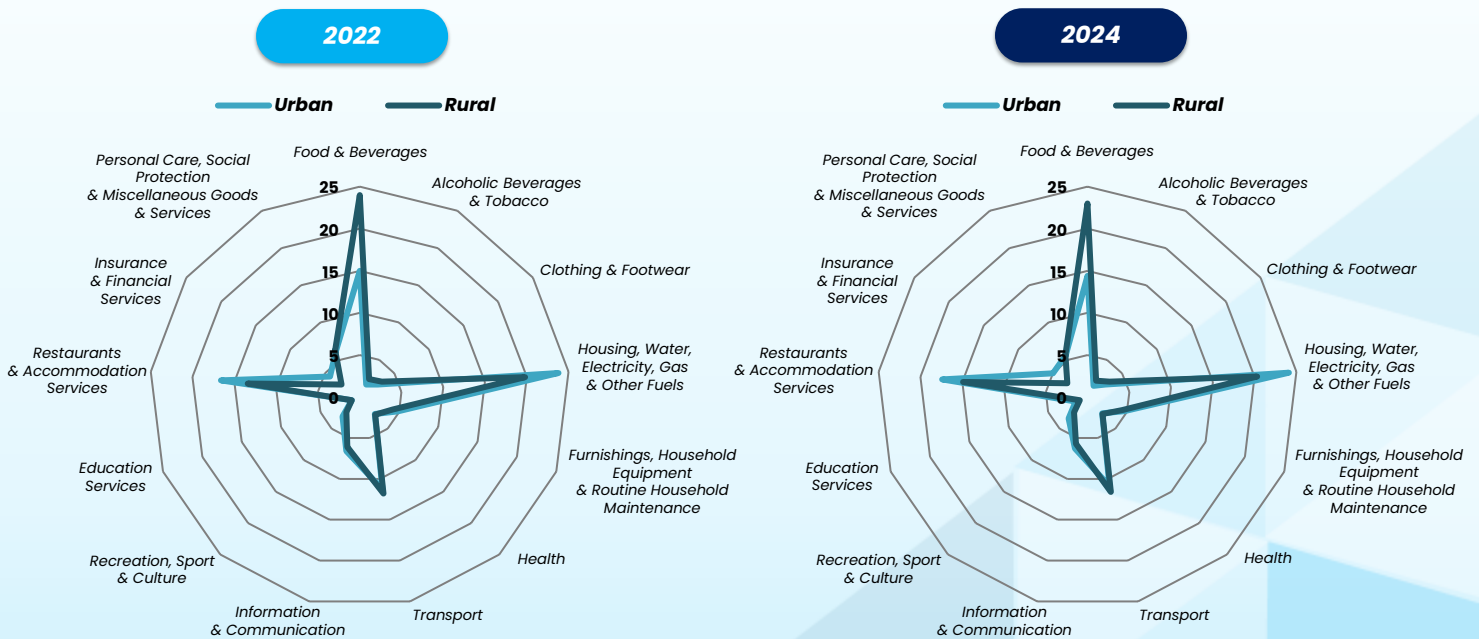 2022
Urban
Rural
Food & Beverages
Alcoholic Beverages
& Tobacco
Clothing & Footwear
Housing, Water,
Electricity, Gas
& Other Fuels
Furnishings, Household
Equipment
& Routine Household
Maintenance
Health
Transport
Information
& Communication
Recreation, Sport
& Culture
Education
Services
Restaurants
& Accommodation
Services
Insurance
& Financial
Services
Personal Care, Social
Protection
& Miscellaneous Goods
& Services
25
20
15
10
5
0
2024
Urban
Rural
Food & Beverages
Alcoholic Beverages
& Tobacco
Clothing & Footwear
Housing, Water,
Electricity, Gas
& Other Fuels
Furnishings, Household
Equipment
& Routine Household
Maintenance
Health
Transport
Information
& Communication
Recreation, Sport
& Culture
Education
Services
Restaurants
& Accommodation
Services
Insurance
& Financial
Services
Personal Care, Social
Protection
& Miscellaneous Goods
& Services
25
20
15
10
5
0